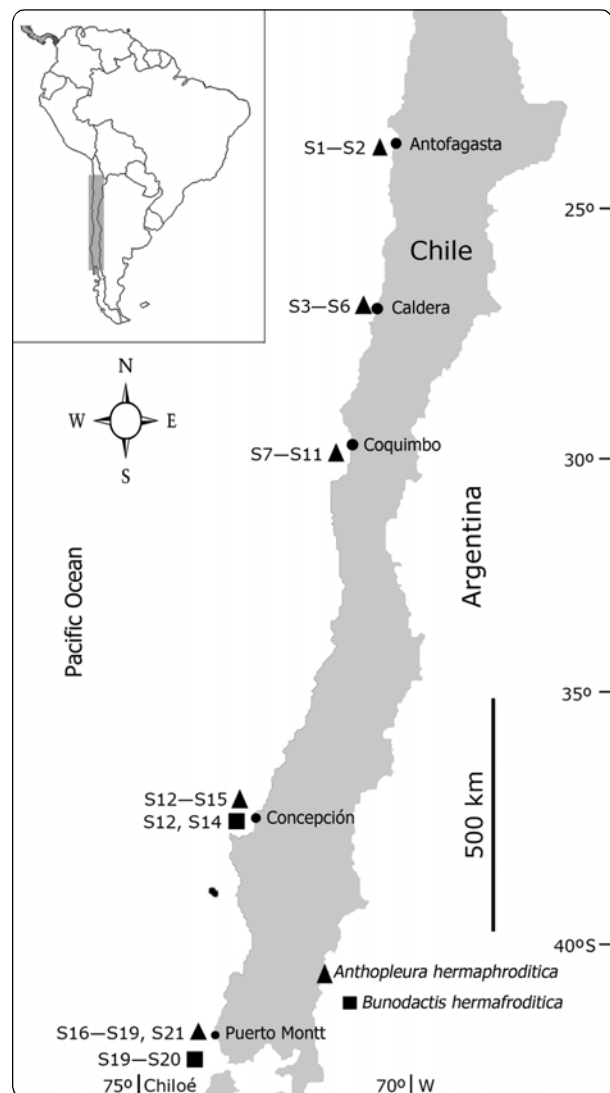 S1—S2 Antofagasta
25º
Chile
S3—S6 Caldera
N
W E
S
S7—S11 Coquimbo
30º
Argentina
Pacific Ocean
35º
500 km
S12—S15
S12, S14 Concepción
40ºS
Anthopleura hermaphroditica
Bunodactis hermafroditica
S16—S19, S21 Puerto Montt
S19—S20
75º Chiloé 70º W